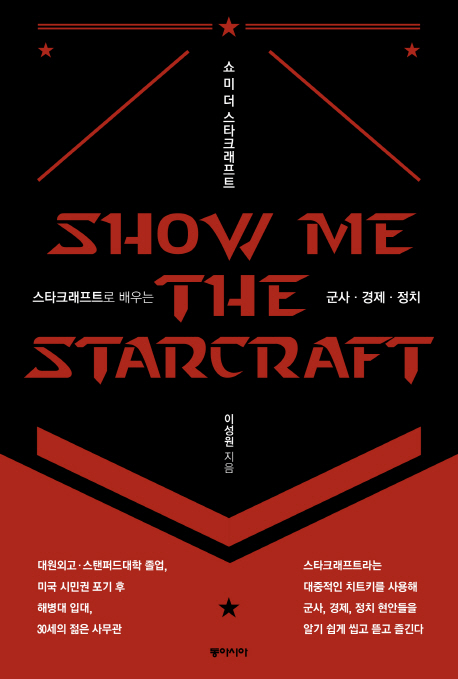 쇼 미 더 스타크래프트
SHOW ME
THE
스타크래프트로 배우는
군사 · 경제 · 정치
STARCRAFT
이성원 지음
대원외고 · 스탠퍼드대학 졸업,
미국 시민권 포기 후
해병대 입대,
30세의 젊은 사무관
스타크래프트라는
대중적인 치트키를 사용해
군사, 경제, 정치 현안들을
알기 쉽게 씹고 뜯고 즐긴다
동아시아